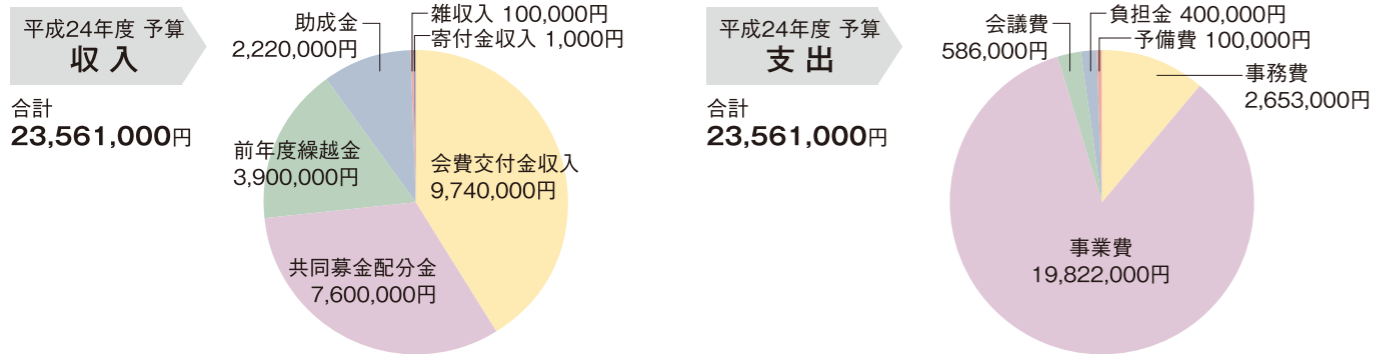 平成24年度 予算
収 入
合計
23,561,000円
助成金
2,220,000円
雑収入 100,000円
寄付金収入 1,000円
前年度繰越金
3,900,000円
会費交付金収入
9,740,000円
共同募金配分金
7,600,000円
平成24年度 予算
支 出
合計
23,561,000円
会議費
586,000円
負担金 400,000円
予備費 100,000円
事務費
2,653,000円
事業費
19,822,000円